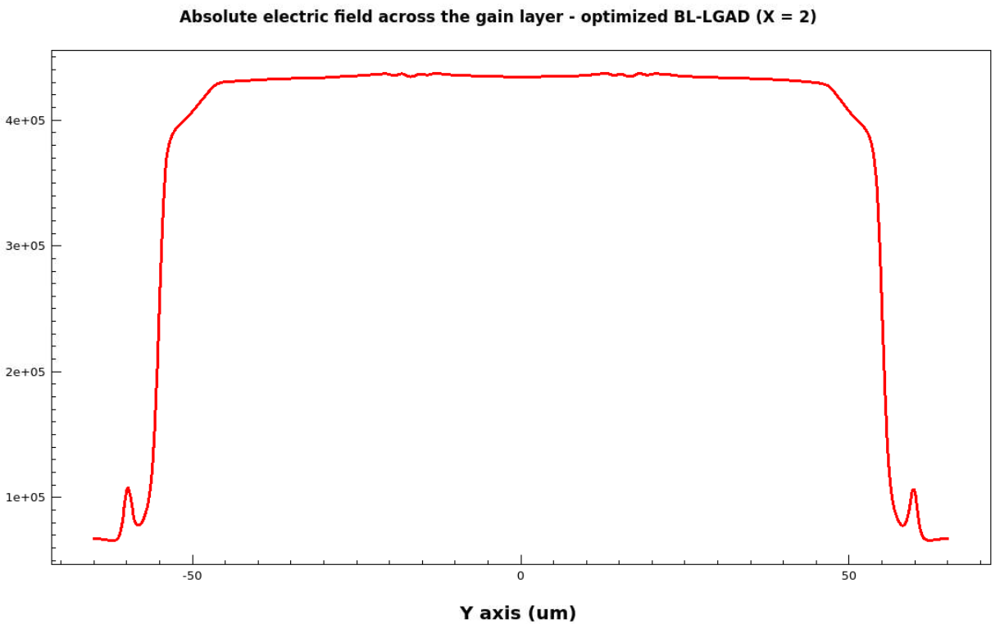 Absolute electric field across the gain layer - optimized BL-LGAD (X = 2)
4e+05
3e+05
2e+05
1e+05
-50 0 50
Y axis (um)